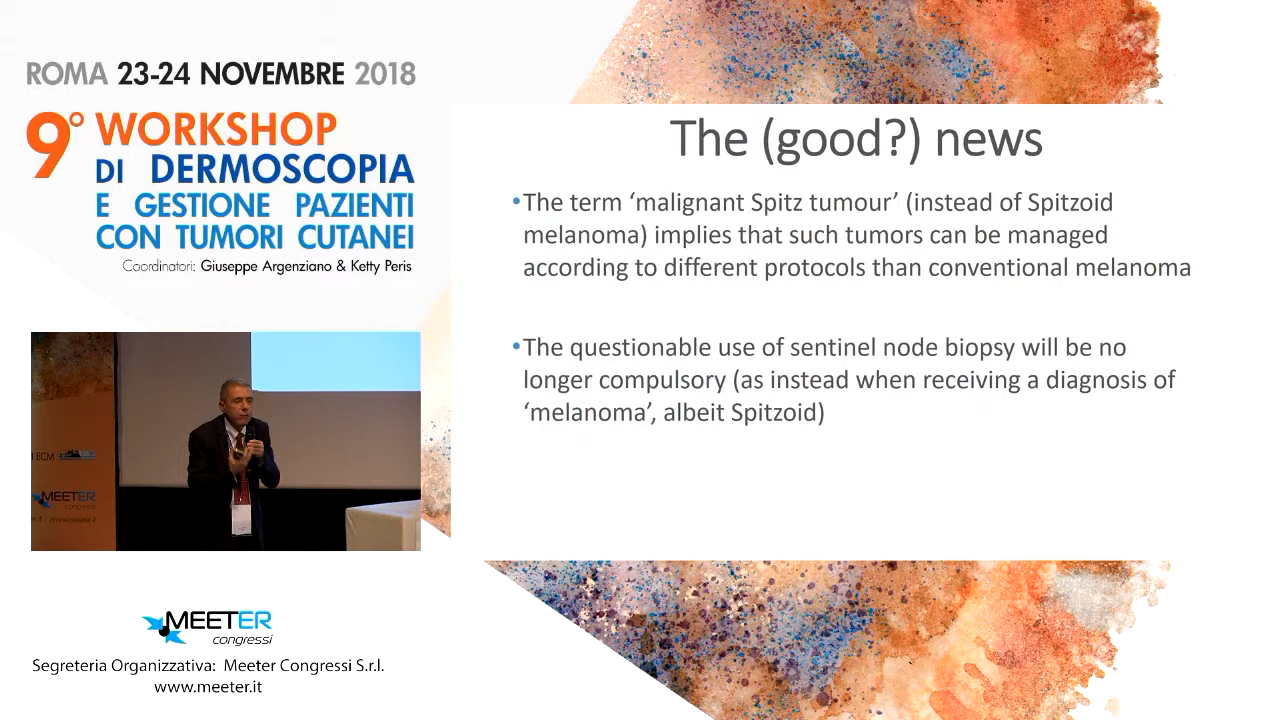 ROMA 23-24 NOVEMBRE 2018
9° WORKSHOP
DI DERMOSCOPIA
E GESTIONE PAZIENTI
CON TUMORI CUTANEI
Coordinatori: Giuseppe Argenziano & Ketty Peris
The (good?) news
•The term ‘malignant Spitz tumour’ (instead of Spitzoid
melanoma) implies that such tumors can be managed
according to different protocols than conventional melanoma
•The questionable use of sentinel node biopsy will be no
longer compulsory (as instead when receiving a diagnosis of
‘melanoma’, albeit Spitzoid)
ECM
MEETER
congressi
MEETER
congressi
Segreteria Organizzativa: Meeter Congressi S.r.l.
www.meeter.it